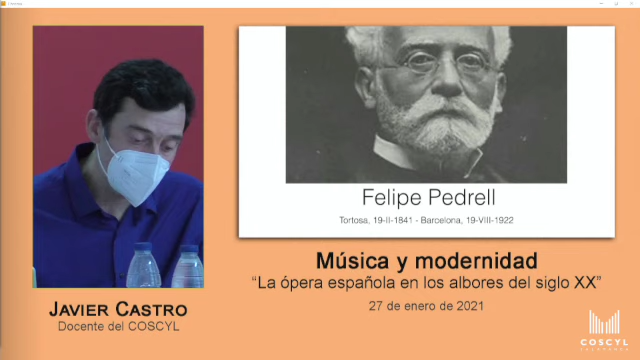 Felipe Pedrell
Tortosa, 19-II-1841 - Barcelona, 19-VIII-1922
Música y modernidad
“La ópera española en los albores del siglo XX”
27 de enero de 2021
JAVIER CASTRO
Docente del COSCYL
COSCYL
SALAMANCA